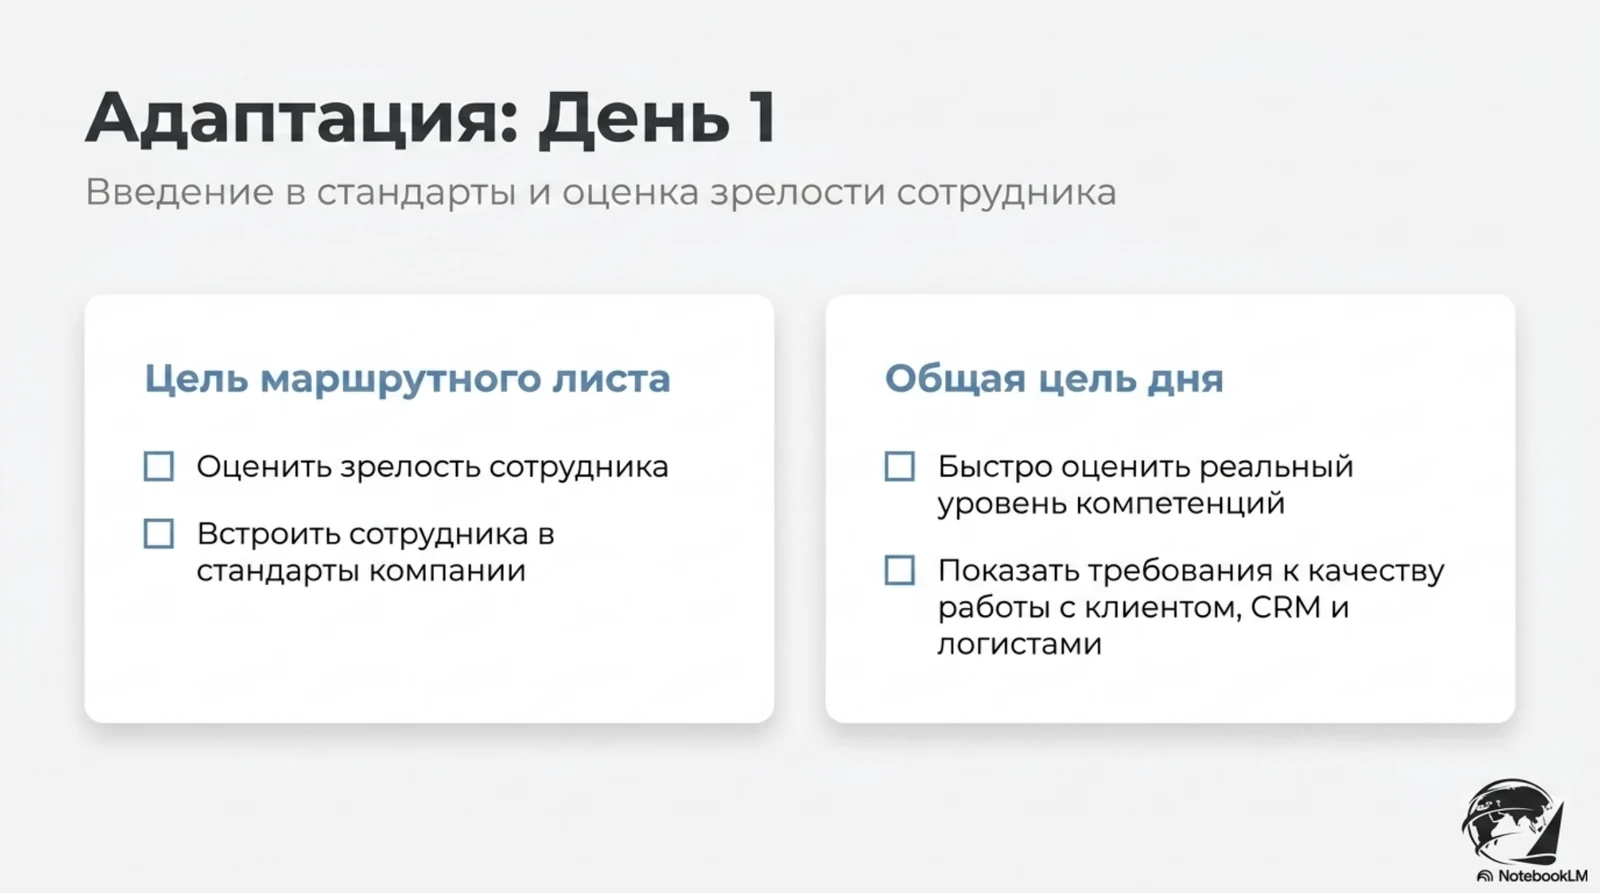 Адаптация: День 1
Введение в стандарты и оценка зрелости сотрудника
Цель маршрутного листа
Оценить зрелость сотрудника
Встроить сотрудника в
стандарты компании
Общая цель дня
Быстро оценить реальный
уровень компетенций
Показать требования к качеству
работы с клиентом, CRM и
логистами
NotebookLM